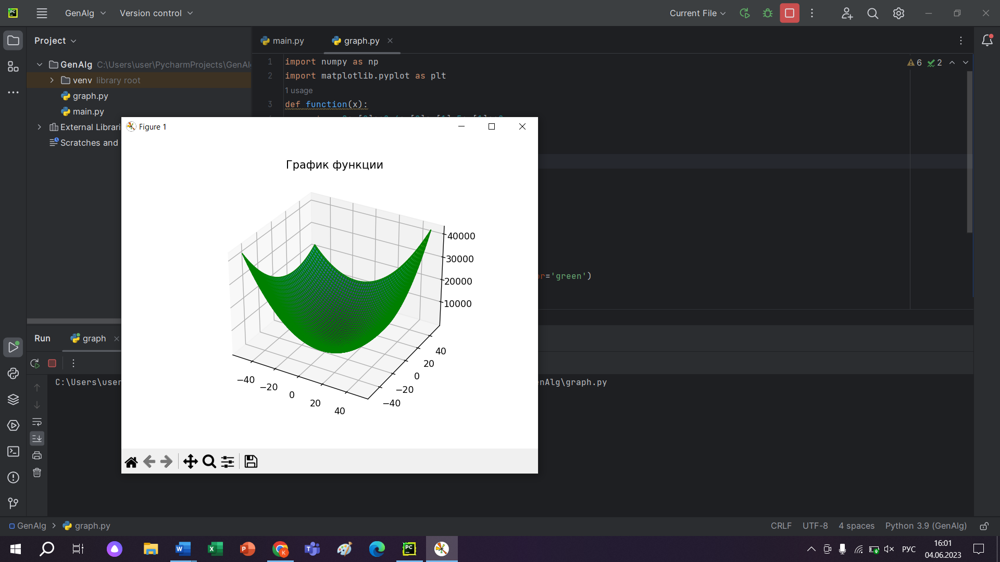 GenAlg
Version control
Current File
Project
main.py
graph.py
GenAlg C:\Users\user\PycharmProjects\GenAl
venv library root
graph.py
main.py
External Librari
Scratches and
1 import numpy as np
2 import matplotlib.pyplot as plt
1 usage
3 def function(x):
6 2
='green')
Figure 1
График функции
40000
30000
20000
10000
−40
−20
0
20
40
40
20
0
−20
−40
Run
graph
C:\Users\user
nAlg\graph.py
GenAlg > graph.py
CRLF
UTF-8
4 spaces
Python 3.9 (GenAlg)
РУС
16:01
04.06.2023